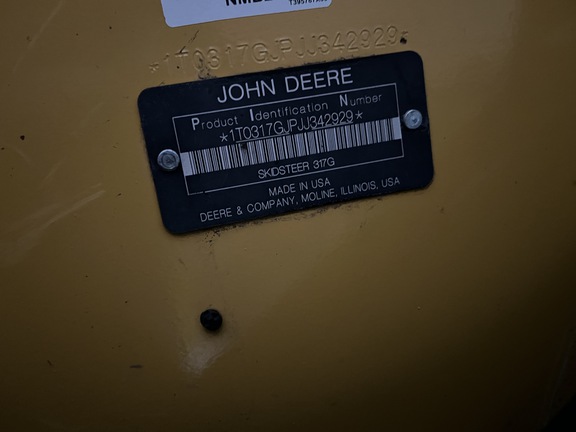 *1T0317GJPJJ342929*
JOHN DEERE
Product Identification Number
*1T0317GJPJJ342929*
SKIDSTEER 317G
MADE IN USA
DEERE & COMPANY, MOLINE, ILLINOIS, USA